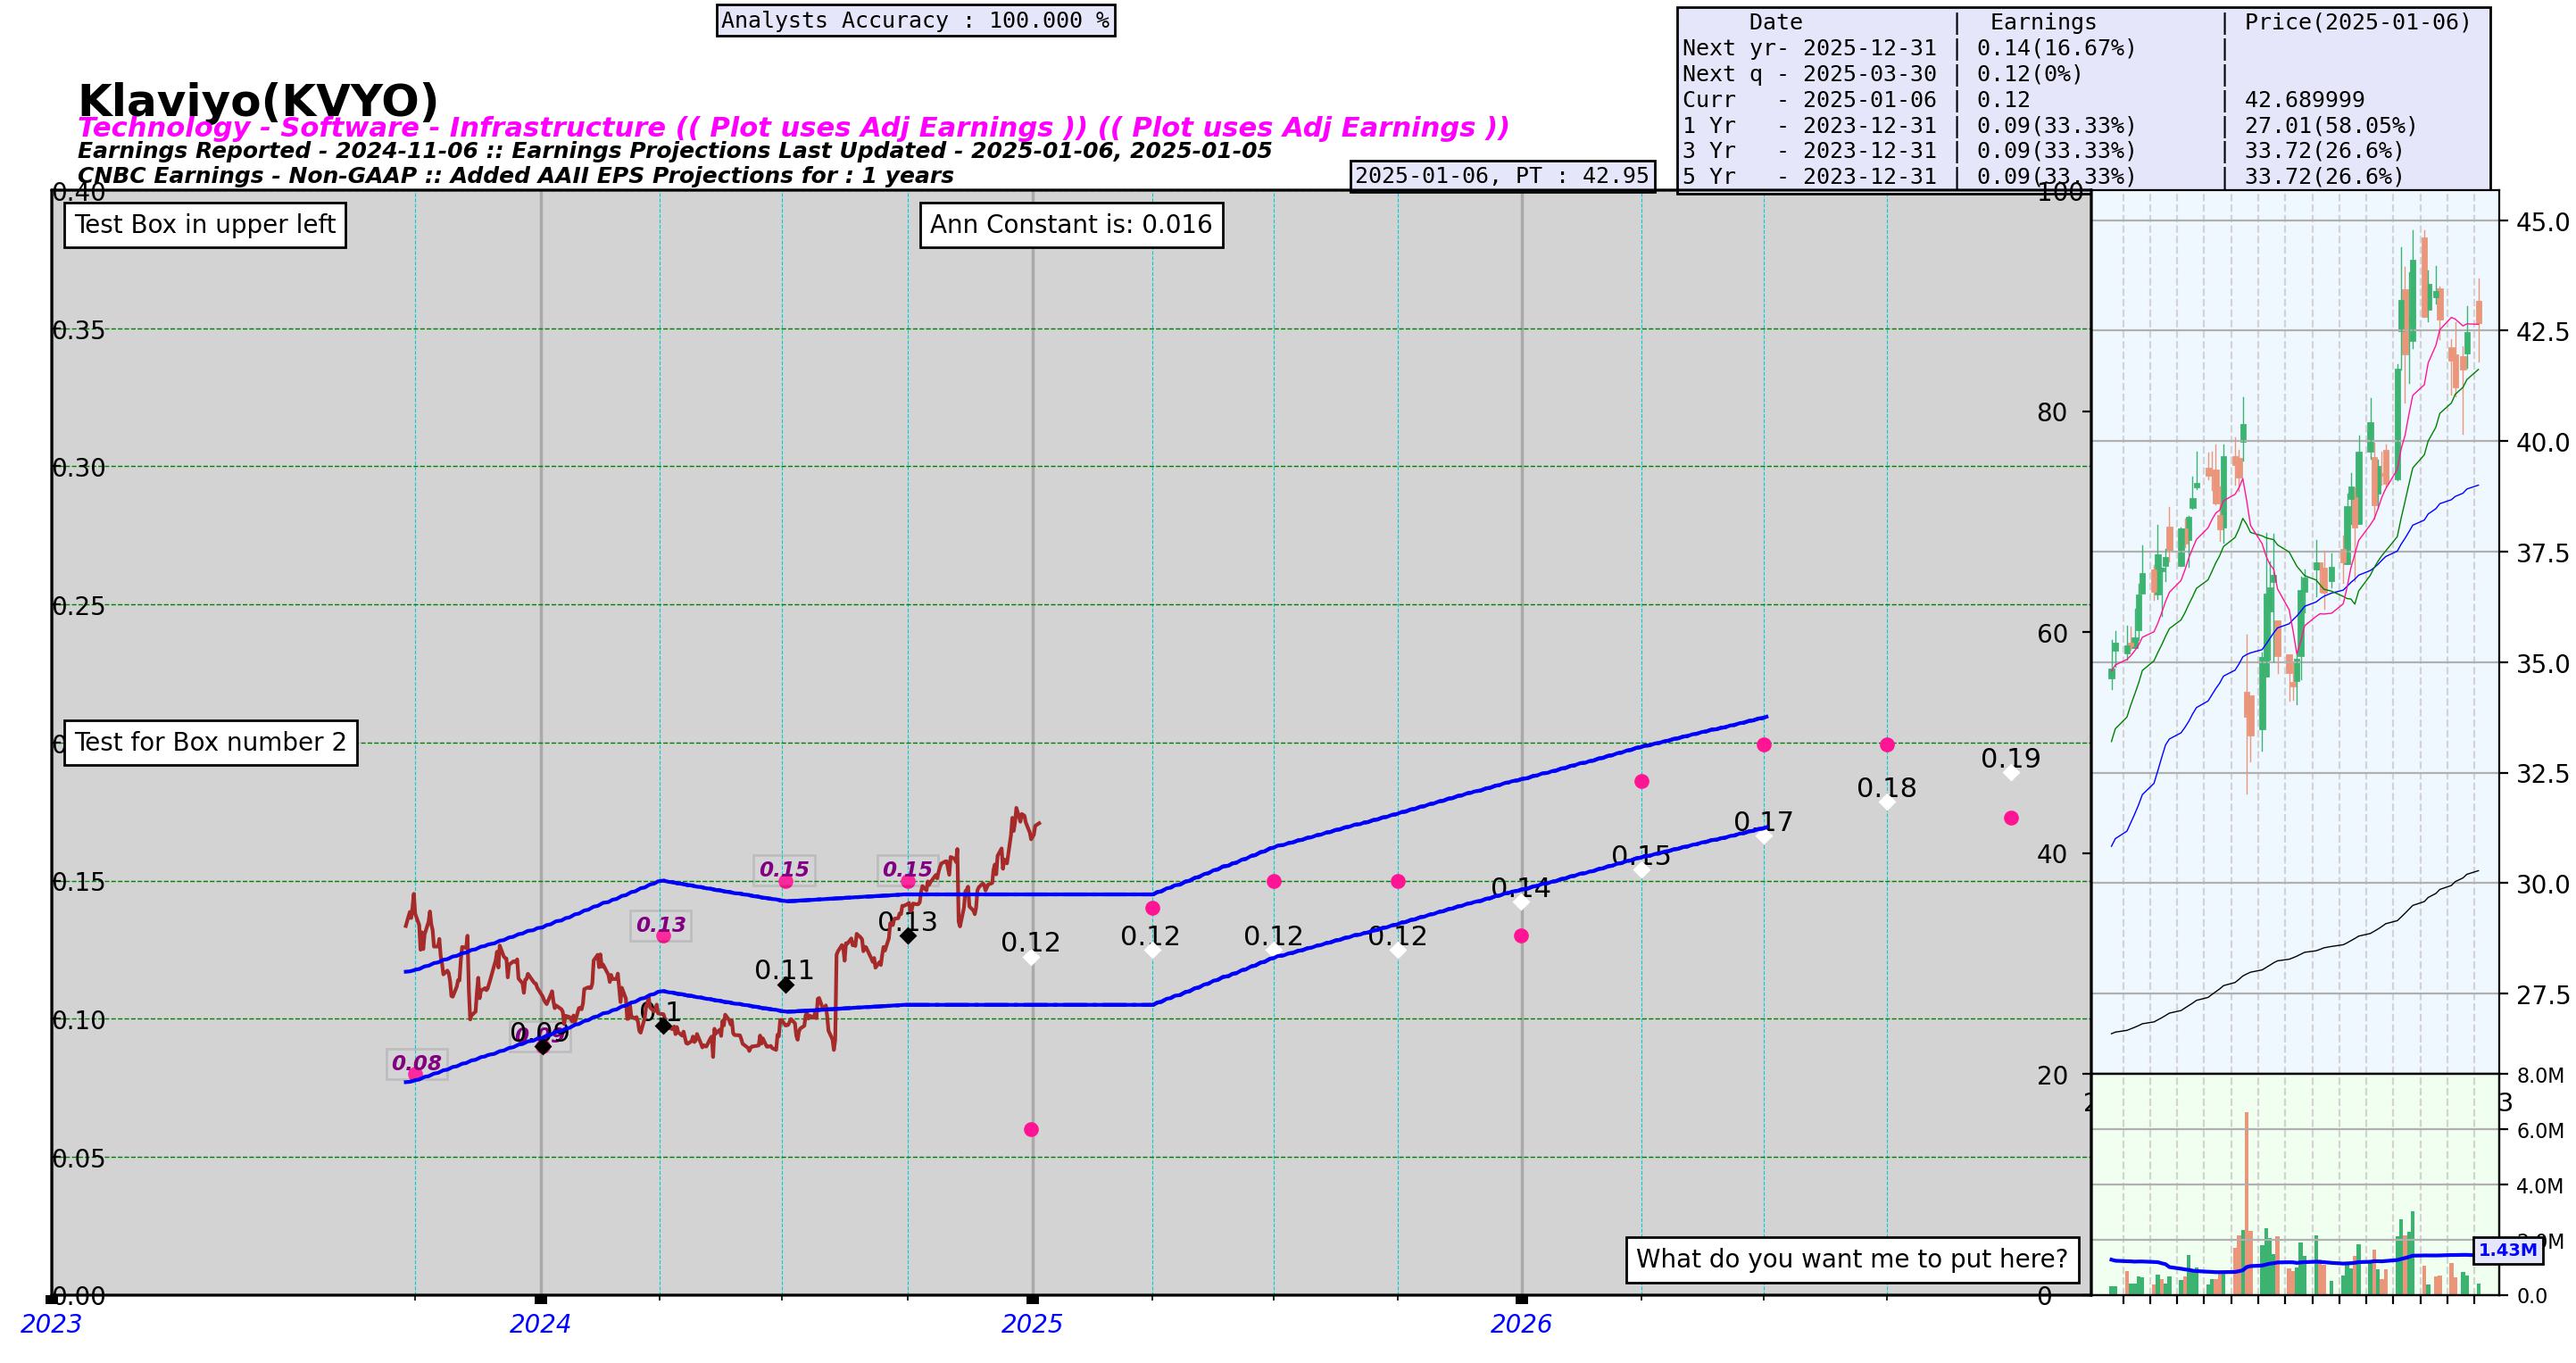 Analysts Accuracy : 100.000 %
Date | Earnings | Price(2025-01-06)
Next yr- 2025-12-31 | 0.14(16.67%) |
Next q - 2025-03-30 | 0.12(0%) |
Curr - 2025-01-06 | 0.12 | 42.689999
1 Yr - 2023-12-31 | 0.09(33.33%) | 27.01(58.05%)
3 Yr - 2023-12-31 | 0.09(33.33%) | 33.72(26.6%)
5 Yr - 2023-12-31 | 0.09(33.33%) | 33.72(26.6%)
Klaviyo(KVYO)
Technology - Software - Infrastructure (( Plot uses Adj Earnings )) (( Plot uses Adj Earnings ))
Earnings Reported - 2024-11-06 :: Earnings Projections Last Updated - 2025-01-06, 2025-01-05
CNBC Earnings - Non-GAAP :: Added AAII EPS Projections for : 1 years
2025-01-06, PT : 42.95
0.40
0.35
0.30
0.25
0.15
0.10
0.05
0.00
Test Box in upper left
Ann Constant is: 0.016
Test for Box number 2
0.08
0.09
0.13
0.1
0.15
0.11
0.15
0.13
0.12
0.12
0.12
0.12
0.14
0.15
0.17
0.18
0.19
What do you want me to put here?
100
80
60
40
20
0
45.0
42.5
40.0
37.5
35.0
32.5
30.0
27.5
8.0M
6.0M
4.0M
1.43M
0.0
2023
2024
2025
2026